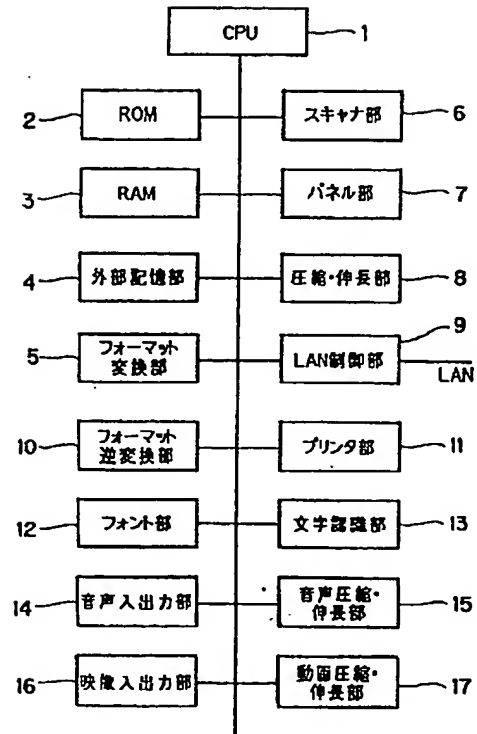 CPU 1
2 ROM スキャナ部 6
3 RAM パネル部 7
4 外部記憶部 圧縮・伸長部 8
5 フォーマット
変換部
LAN制御部 9
LAN
10 フォーマット
逆変換部
プリンタ部 11
12 フォント部 文字認識部 13
14 音声入出力部 音声圧縮・
伸長部 15
16 映像入出力部 動画圧縮・
伸長部 17